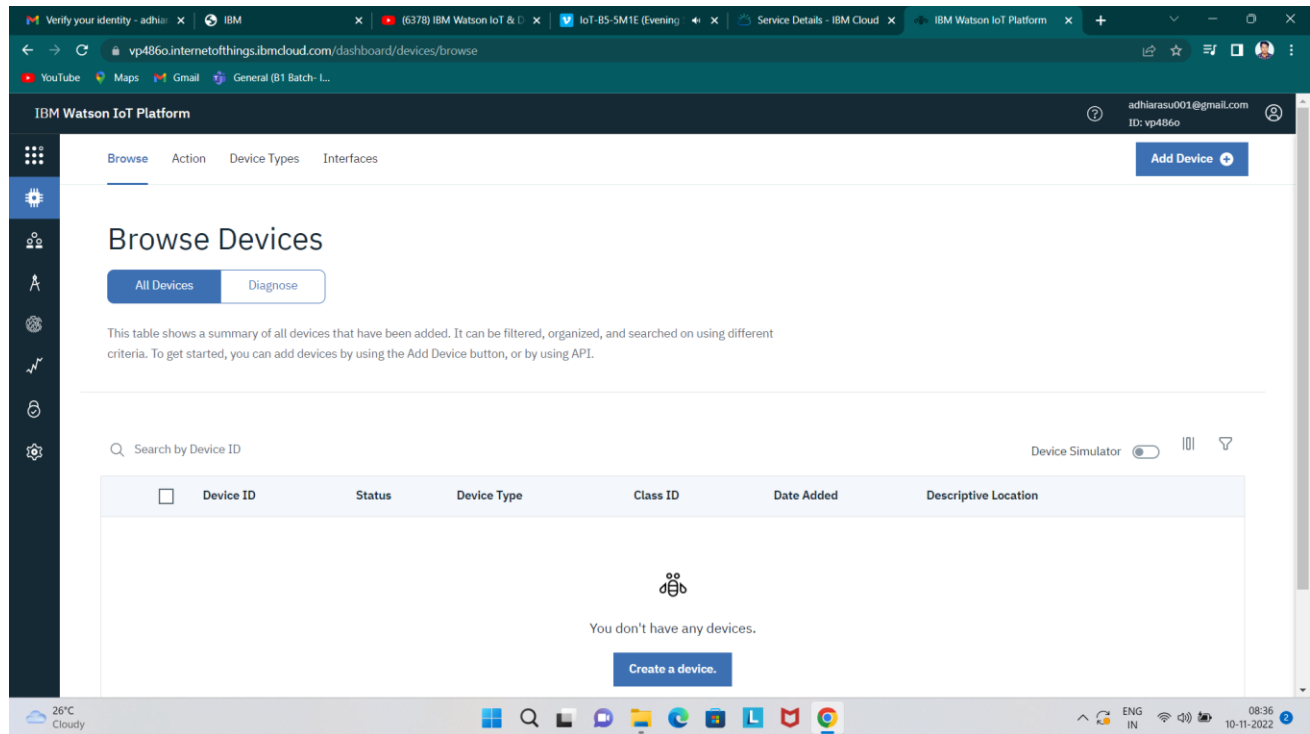 Verify your identity - adhiar
IBM
(6378) IBM Watson IoT & D
IoT-B5-5M1E (Evening
Service Details - IBM Cloud
IBM Watson IoT Platform
vp486o.internetofthings.ibmcloud.com/dashboard/devices/browse
YouTube
Maps
Gmail
General (B1 Batch- I...
IBM Watson IoT Platform
adhiarasu001@gmail.com
ID: vp486o
Browse
Action
Device Types
Interfaces
Add Device
Browse Devices
All Devices
Diagnose
This table shows a summary of all devices that have been added. It can be filtered, organized, and searched on using different
criteria. To get started, you can add devices by using the Add Device button, or by using API.
Search by Device ID
Device Simulator
Device ID
Status
Device Type
Class ID
Date Added
Descriptive Location
You don't have any devices.
Create a device.
26°C
Cloudy
ENG
IN
08:36
10-11-2022
2